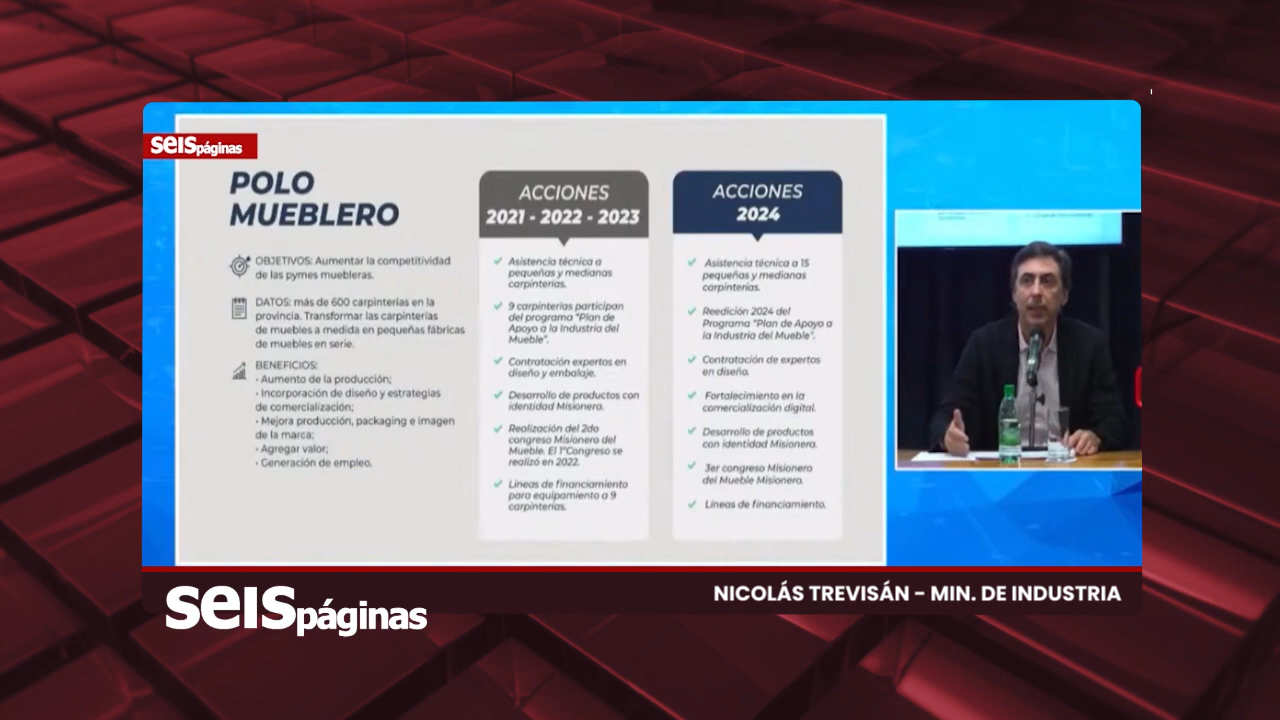 seis páginas
POLO
MUEBLERO
OBJETIVOS: Aumentar la competitividad
de las pymes muebleras.
DATOS: más de 600 carpinterías en la
provincia. Transformar las carpinterías
de muebles a medida en pequeñas fábricas
de muebles en serie.
BENEFICIOS:
• Aumento de la producción;
• Incorporación de diseño y estrategias
de comercialización;
• Mejora producción, packaging e imagen
de la marca;
• Agregar valor;
• Generación de empleo.
ACCIONES
2021 - 2022 - 2023
Asistencia técnica a
pequeñas y medianas
carpinterías.
9 carpinterías participan
del programa "Plan de
Apoyo a la Industria del
Mueble".
Contratación expertos en
diseño y embalaje.
Desarrollo de productos con
identidad Misionera.
Realización del 2do
congreso Misionero del
Mueble. El 1°Congreso se
realizó en 2022.
Líneas de financiamiento
para equipamiento a 9
carpinterías.
ACCIONES
2024
Asistencia técnica a 15
pequeñas y medianas
carpinterías.
Reedición 2024 del
Programa "Plan de Apoyo a
la Industria del Mueble".
Contratación de expertos
en diseño.
Fortalecimiento en la
comercialización digital.
Desarrollo de productos
con identidad Misionera.
3er congreso Misionero
del Mueble Misionero.
Líneas de financiamiento.
seis páginas
NICOLÁS TREVISÁN - MIN. DE INDUSTRIA